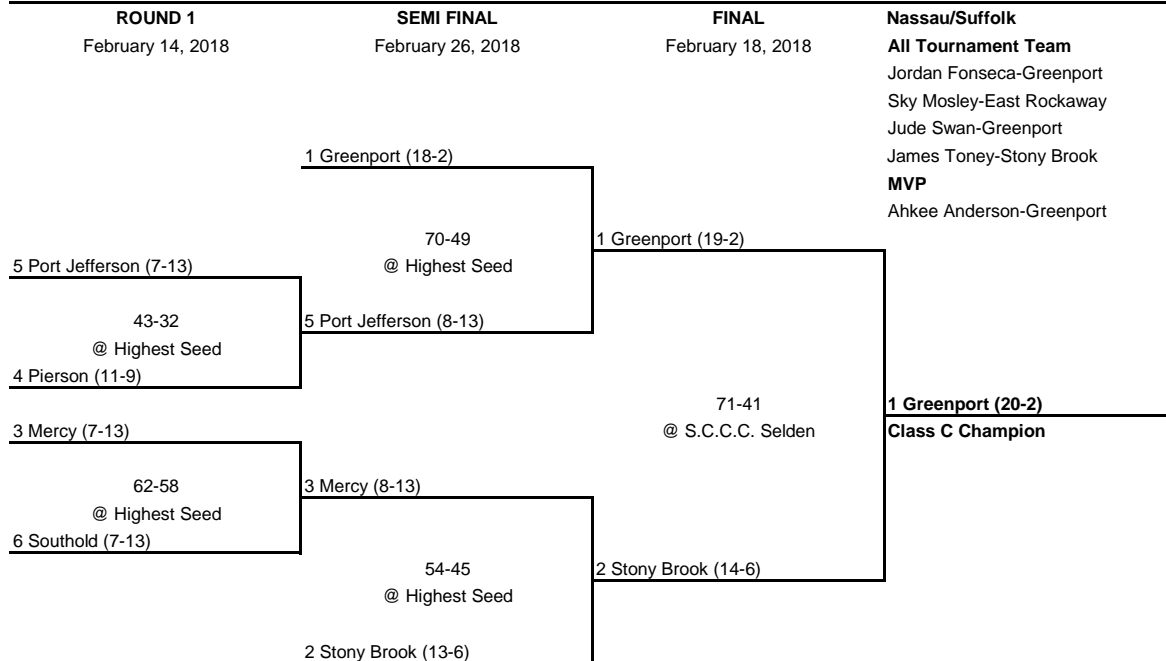 ROUND 1 SEMI FINAL FINAL Nassau/Suffolk
February 14, 2018 February 26, 2018 February 18, 2018 All Tournament Team
Jordan Fonseca-Greenport
Sky Mosley-East Rockaway
Jude Swan-Greenport
1 Greenport (18-2) James Toney-Stony Brook
MVP
Ahkee Anderson-Greenport
70-49 1 Greenport (19-2)
5 Port Jefferson (7-13) @ Highest Seed
43-32 5 Port Jefferson (8-13)
@ Highest Seed
4 Pierson (11-9)
71-41 1 Greenport (20-2)
3 Mercy (7-13) @ S.C.C.C. Selden Class C Champion
62-58 3 Mercy (8-13)
@ Highest Seed
6 Southold (7-13)
54-45 2 Stony Brook (14-6)
@ Highest Seed
2 Stony Brook (13-6)